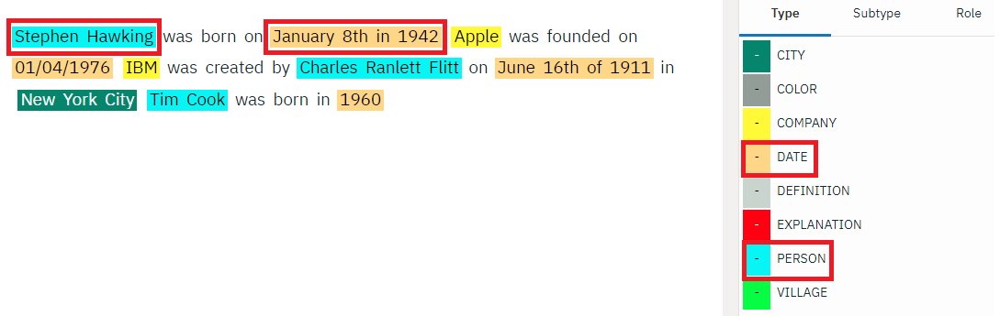 Stephen Hawking was born on January 8th in 1942 Apple was founded on
01/04/1976 IBM was created by Charles Ranlett Flitt on June 16th of 1911 in
New York City Tim Cook was born in 1960
Type Subtype Role
- CITY
- COLOR
- COMPANY
- DATE
- DEFINITION
- EXPLANATION
- PERSON
- VILLAGE